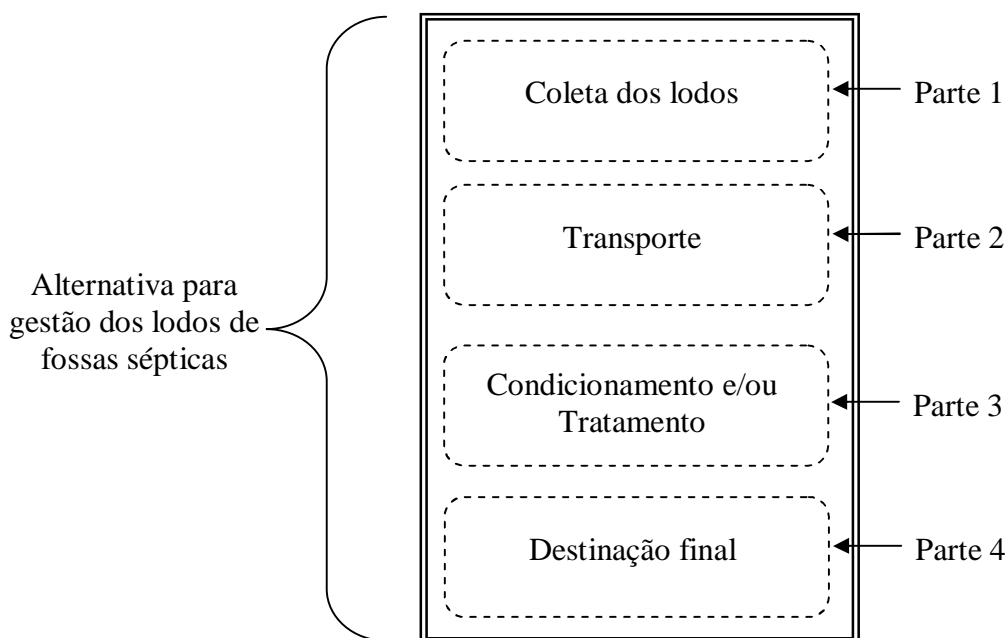 Alternativa para
gestão dos lodos de
fossas sépticas
Coleta dos lodos
Parte 1
Transporte
Parte 2
Condicionamento e/ou
Tratamento
Parte 3
Destinação final
Parte 4